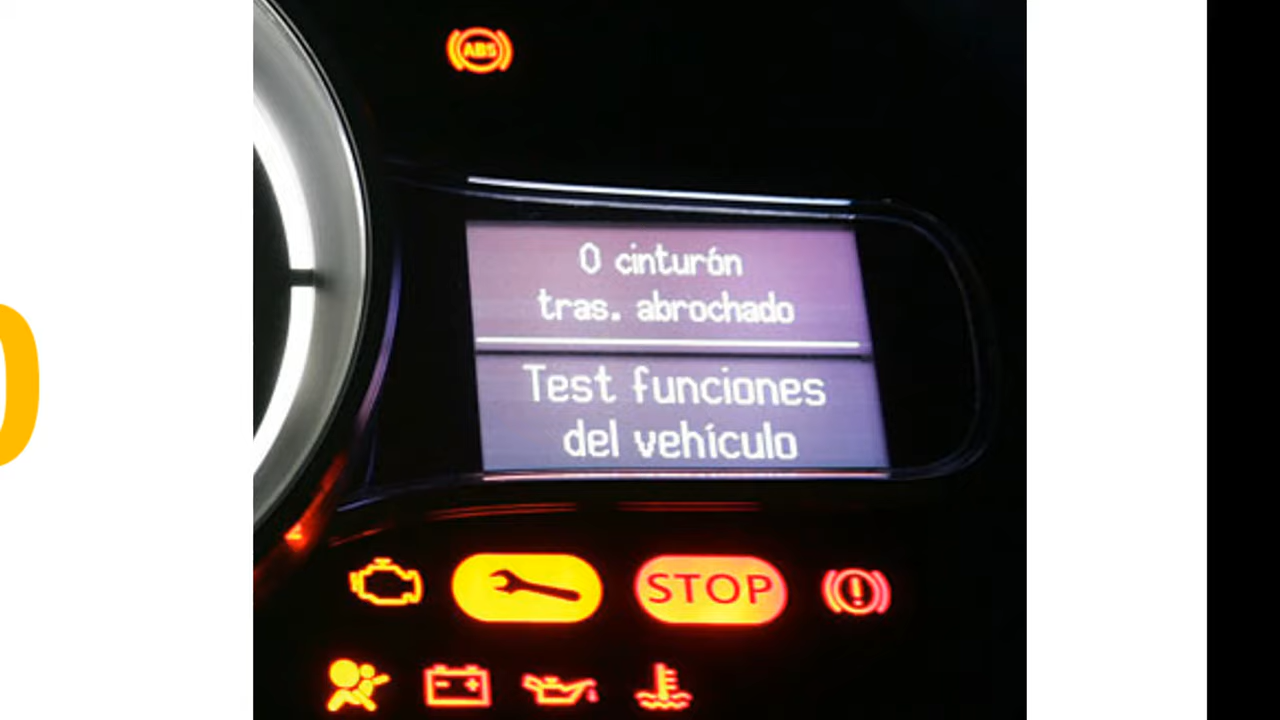 ABS
0 cinturón
tras. abrochado
Test funciones
del vehículo
STOP